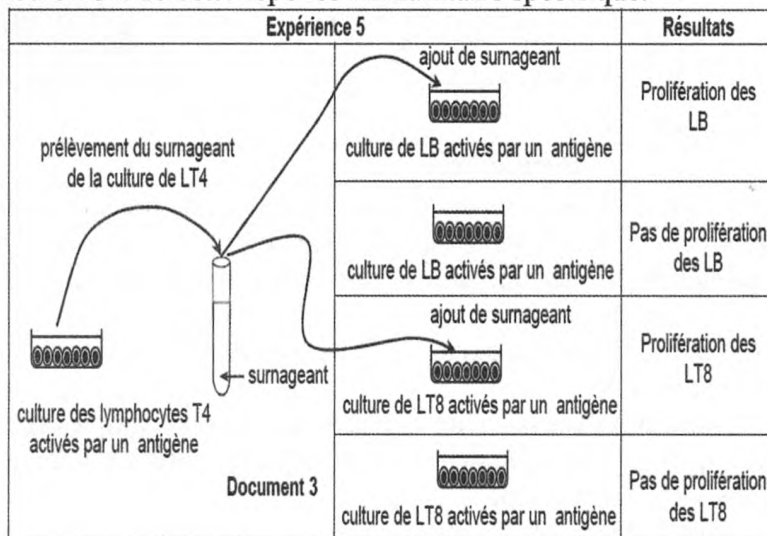 Expérience 5
Résultats
prélèvement du surnageant
de la culture de LT4
surnageant
culture des lymphocytes T4
activés par un antigène
Document 3
ajout de surnageant
culture de LB activés par un antigène
Prolifération des
LB
culture de LB activés par un antigène
Pas de prolifération
des LB
ajout de surnageant
culture de LT8 activés par un antigène
Prolifération des
LT8
culture de LT8 activés par un antigène
Pas de prolifération
des LT8